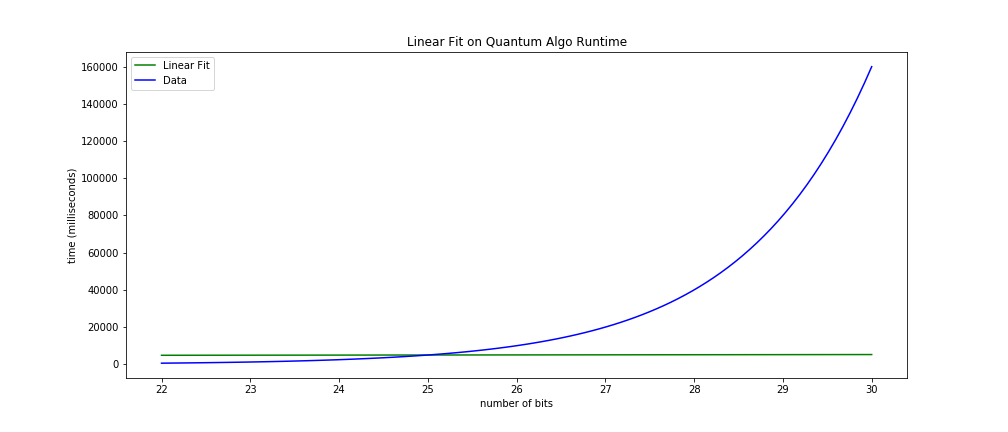 Linear Fit on Quantum Algo Runtime
Linear Fit
Data
time (milliseconds)
160000
140000
120000
100000
80000
60000
40000
20000
0
22 23 24 25 26 27 28 29 30
number of bits